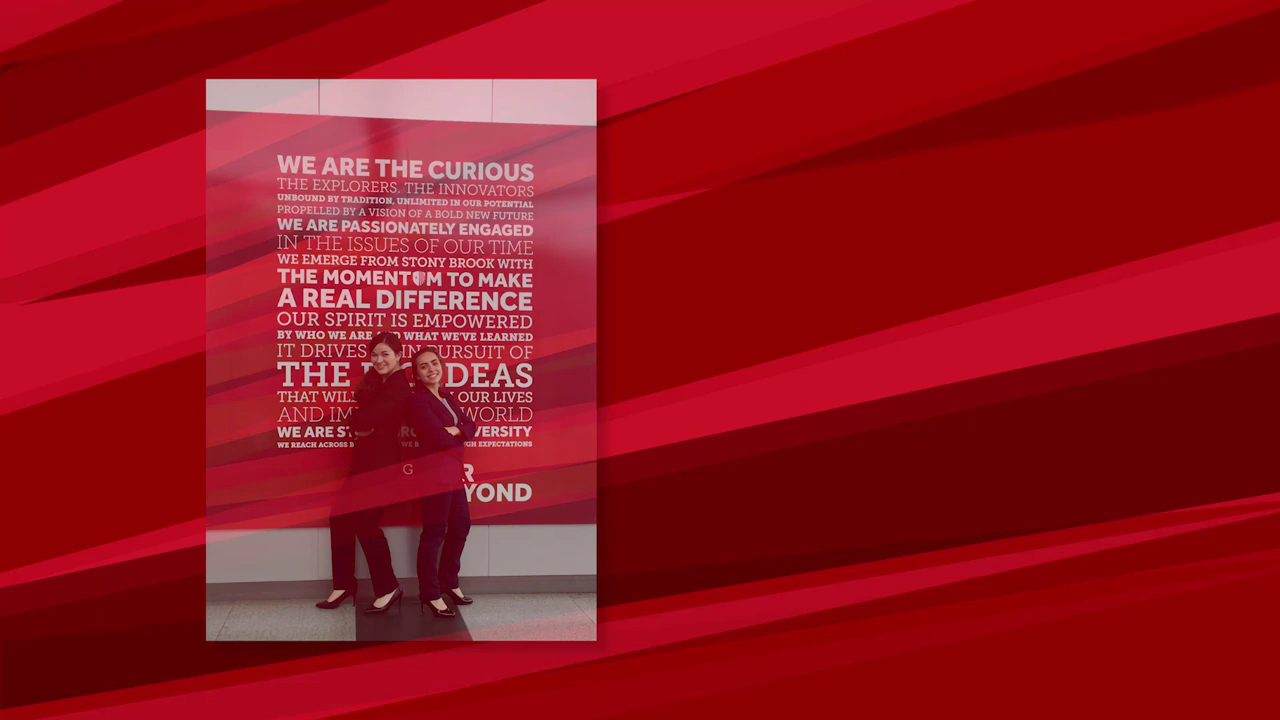 WE ARE THE CURIOUS
THE EXPLORERS. THE INNOVATORS
UNBOUND BY TRADITION, UNLIMITED IN OUR POTENTIAL
PROPELLED BY A VISION OF A BOLD NEW FUTURE
WE ARE PASSIONATELY ENGAGED
IN THE ISSUES OF OUR TIME
WE EMERGE FROM STONY BROOK WITH
THE MOMENTUM TO MAKE
A REAL DIFFERENCE
OUR SPIRIT IS EMPOWERED
BY WHO WE ARE AND WHAT WE'VE LEARNED
IT DRIVES IN PURSUIT OF
THE IDEAS
THAT WILL OUR LIVES
AND WORLD
WE ARE
WE REACH ACROSS EXPECTATIONS